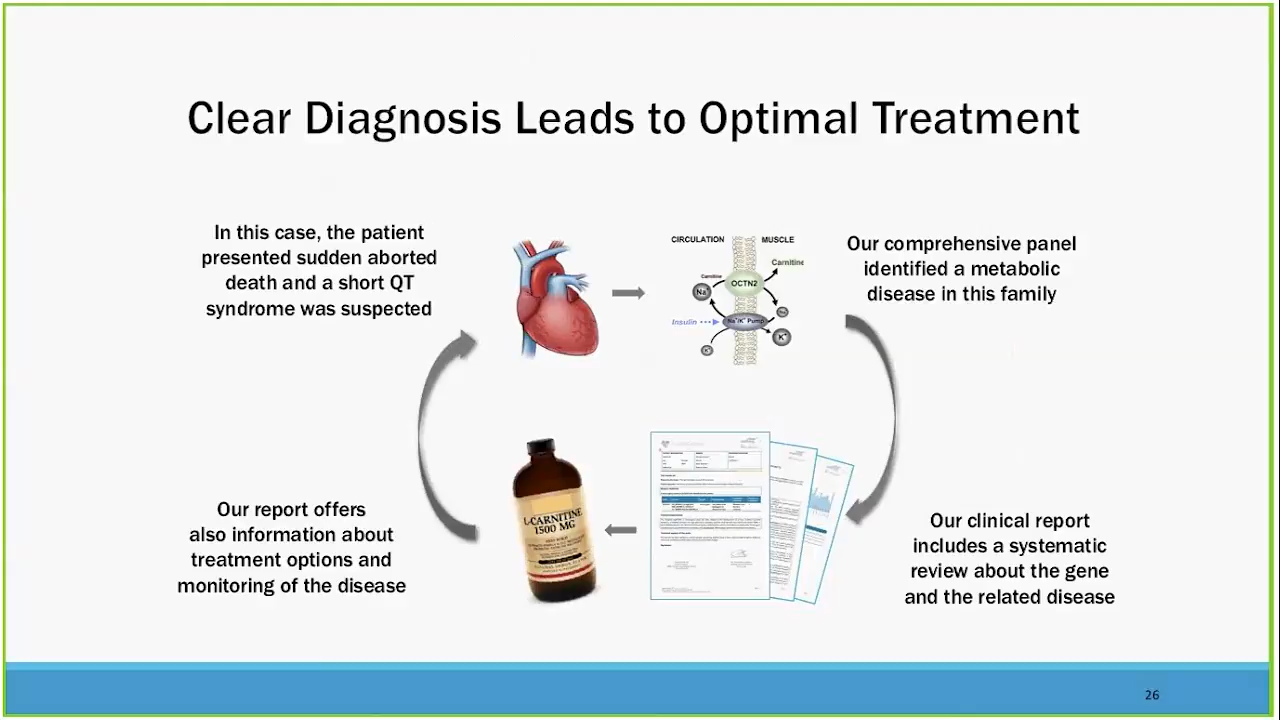 Clear Diagnosis Leads to Optimal Treatment
In this case, the patient
presented sudden aborted
death and a short QT
syndrome was suspected
CIRCULATION
MUSCLE
Carnitine
Carnitine
OCTN2
Na⁺
Insulin
Na⁺/K⁺ Pump
K⁺
Our comprehensive panel
identified a metabolic
disease in this family
Our report offers
also information about
treatment options and
monitoring of the disease
L-CARNITINE
1500 MG
Our clinical report
includes a systematic
review about the gene
and the related disease
26